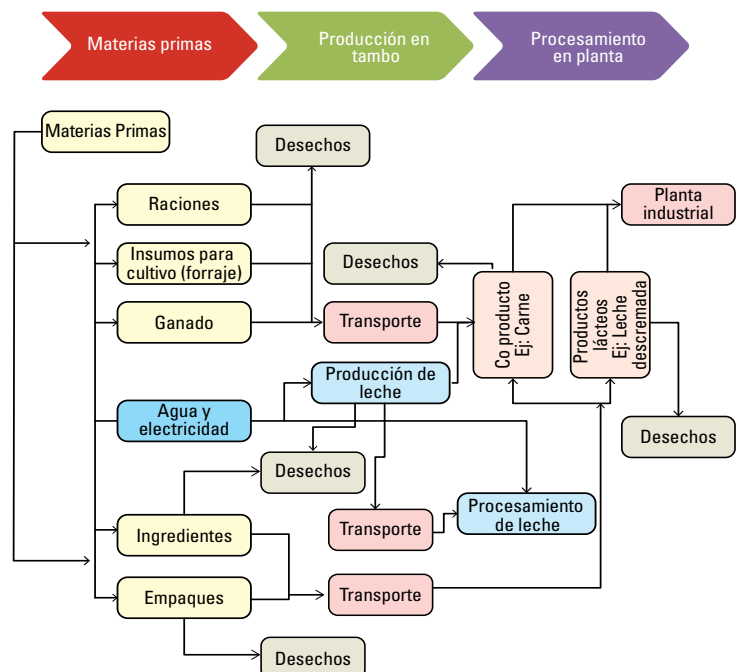 Materias primas
Producción en
tambo
Procesamiento
en planta
Materias Primas
Desechos
Raciones
Planta
industrial
Insumos para
cultivo (forraje)
Desechos
Co producto
Ej: Carne
Productos
lácteos
Ej: Leche
descremada
Ganado
Transporte
Producción de
leche
Agua y
electricidad
Desechos
Desechos
Ingredientes
Transporte
Procesamiento
de leche
Empaques
Transporte
Desechos